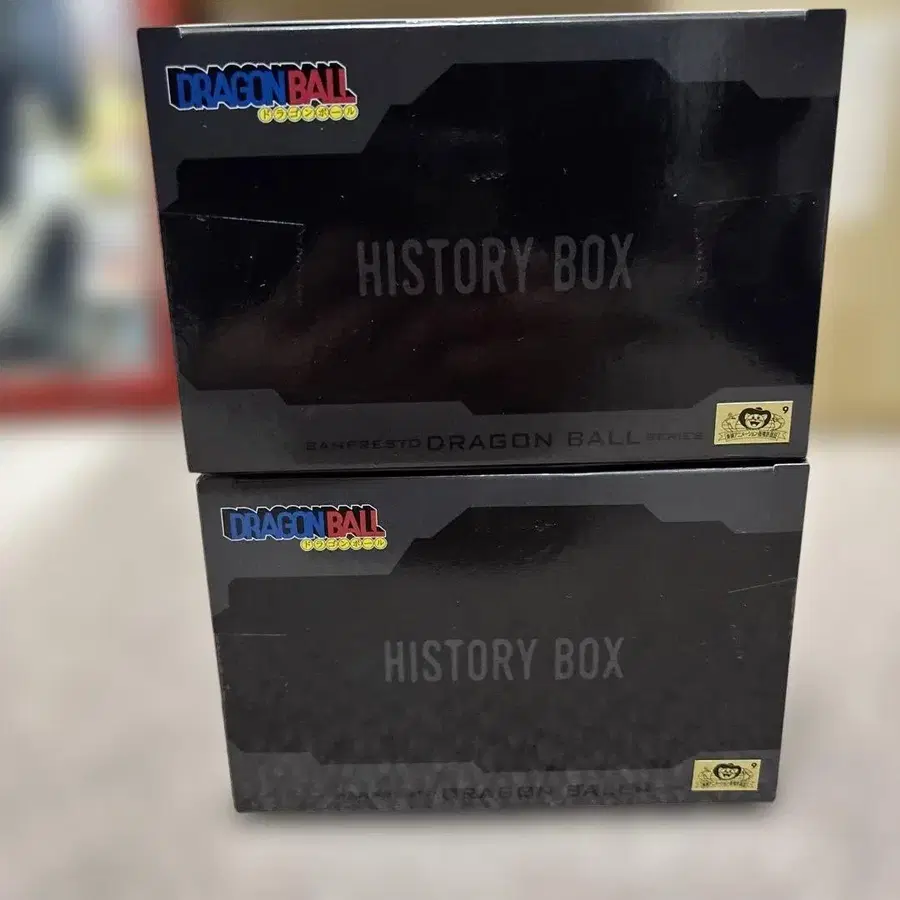 DRAGON BALL
ドラゴンボール
HISTORY BOX
BANPRESTO DRAGON BALL SERIES
9
DRAGON BALL
ドラゴンボール
HISTORY BOX
DRAGON
9